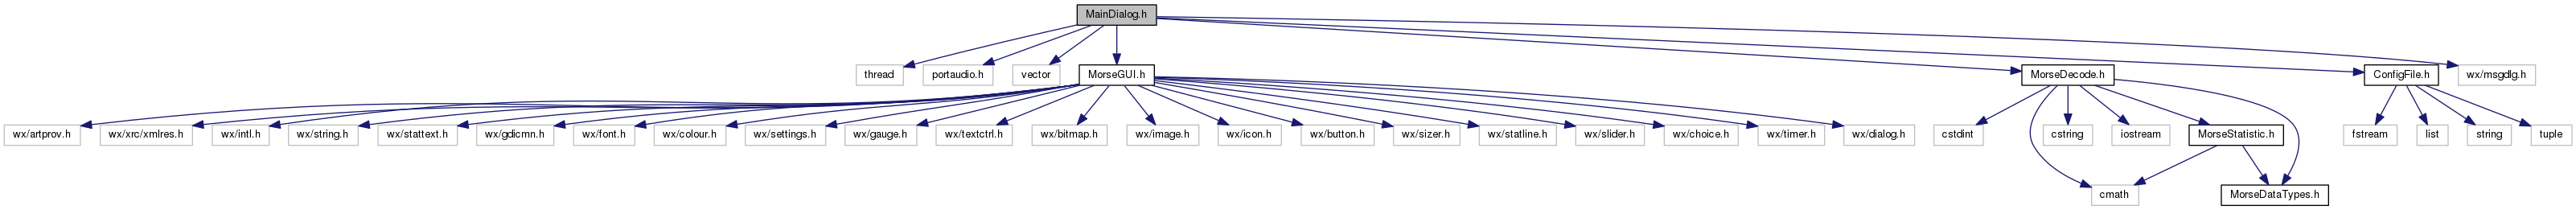 MainDialog.h
thread
portaudio.h
vector
MorseGUI.h
MorseDecode.h
ConfigFile.h
wx/msgdlg.h
wx/artprov.h
wx/xrc/xmlres.h
wx/intl.h
wx/string.h
wx/stattext.h
wx/gdicmn.h
wx/font.h
wx/colour.h
wx/settings.h
wx/gauge.h
wx/textctrl.h
wx/bitmap.h
wx/image.h
wx/icon.h
wx/button.h
wx/sizer.h
wx/statline.h
wx/slider.h
wx/choice.h
wx/timer.h
wx/dialog.h
cstdint
cstring
iostream
MorseStatistic.h
fstream
list
string
tuple
cmath
MorseDataTypes.h